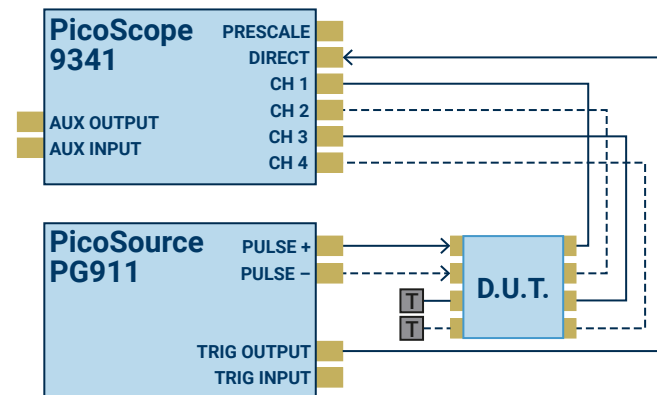 PicoScope
9341
PRESCALE
DIRECT
CH 1
CH 2
CH 3
CH 4
AUX OUTPUT
AUX INPUT
PicoSource
PG911
PULSE +
PULSE –
TRIG OUTPUT
TRIG INPUT
T
T
D.U.T.